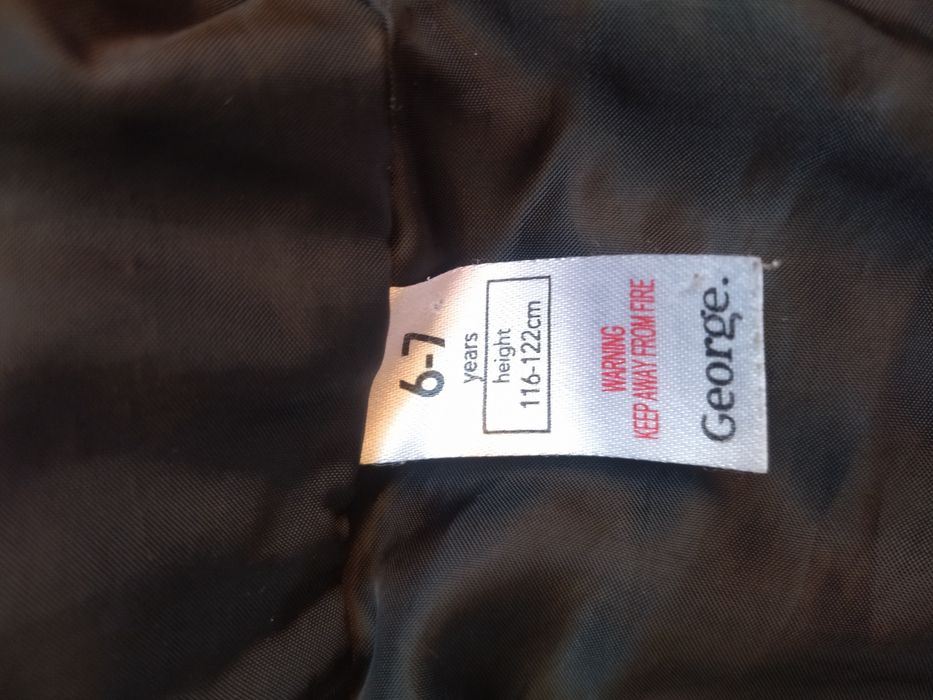 6-7
years
height
116-122cm
WARNING
KEEP AWAY FROM FIRE
George.